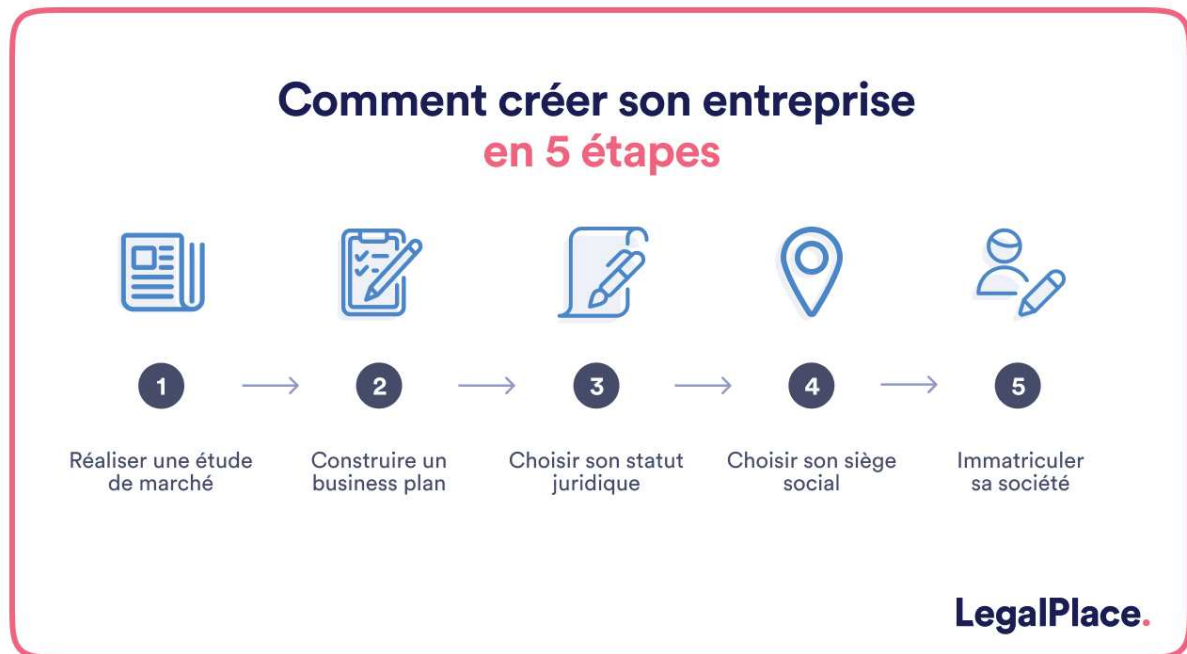 Comment créer son entreprise
en 5 étapes
1
2
3
4
5
Réaliser une étude
de marché
Construire un
business plan
Choisir son statut
juridique
Choisir son siège
social
Immatriculer
sa société
LegalPlace.